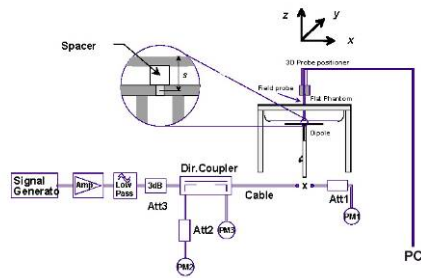 z
y
x
Spacer
s
3D Probe positioner
Field probe
Flat Phantom
Dipole
Dir.Coupler
Signal
Generato
Amp
Low
Pass
3dB
Cable
x
Att1
Att3
Att2
PM3
PM1
PM2
PC